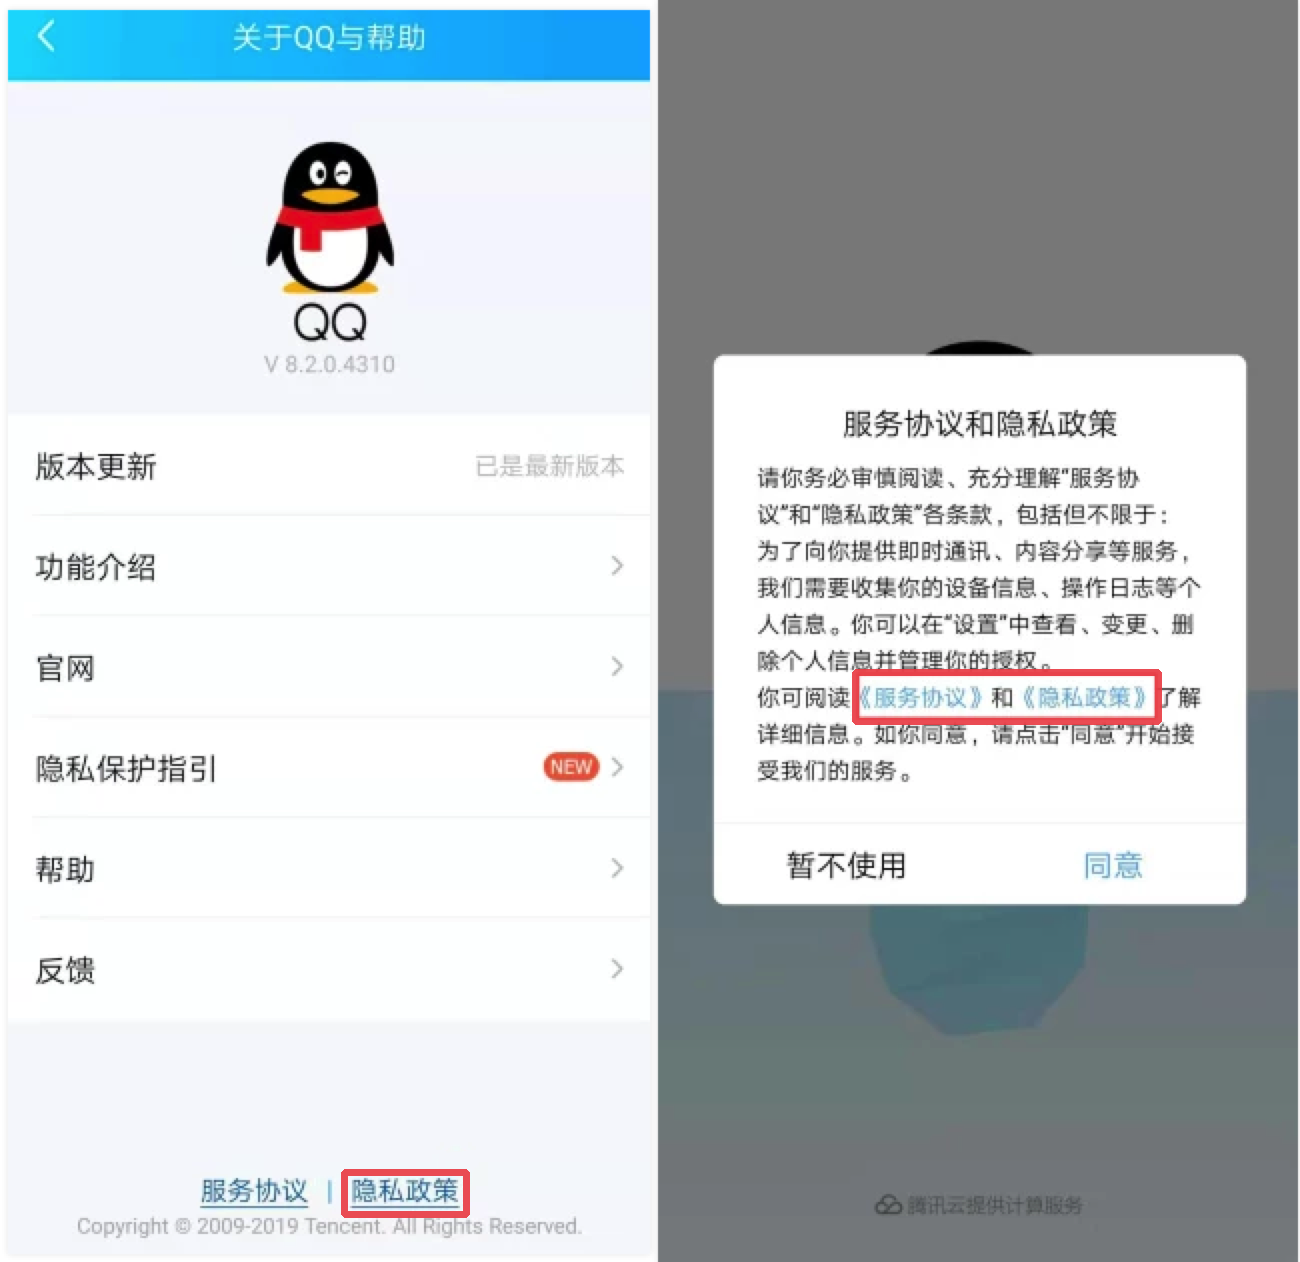 关于QQ与帮助
QQ
V 8.2.0.4310
版本更新 已是最新版本
功能介绍
官网
隐私保护指引 NEW
帮助
反馈
服务协议 | 隐私政策
Copyright © 2009-2019 Tencent. All Rights Reserved.
服务协议和隐私政策
请你务必审慎阅读、充分理解“服务协
议”和“隐私政策”各条款，包括但不限于：
为了向你提供即时通讯、内容分享等服务，
我们需要收集你的设备信息、操作日志等个
人信息。你可以在“设置”中查看、变更、删
除个人信息并管理你的授权。
你可阅读《服务协议》和《隐私政策》了解
详细信息。如你同意，请点击“同意”开始接
受我们的服务。
暂不使用 同意
腾讯云提供计算服务